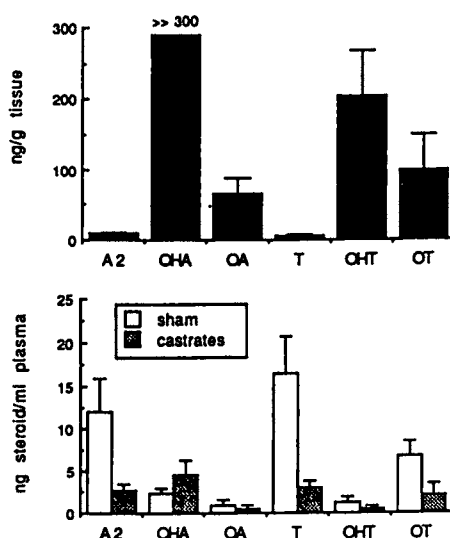 >> 300
ng/g tissue
300
200
100
0
A2 OHA OA T OHT OT
ng steroid/ml plasma
25
20
15
10
5
0
sham
castrates
A2 OHA OA T OHT OT